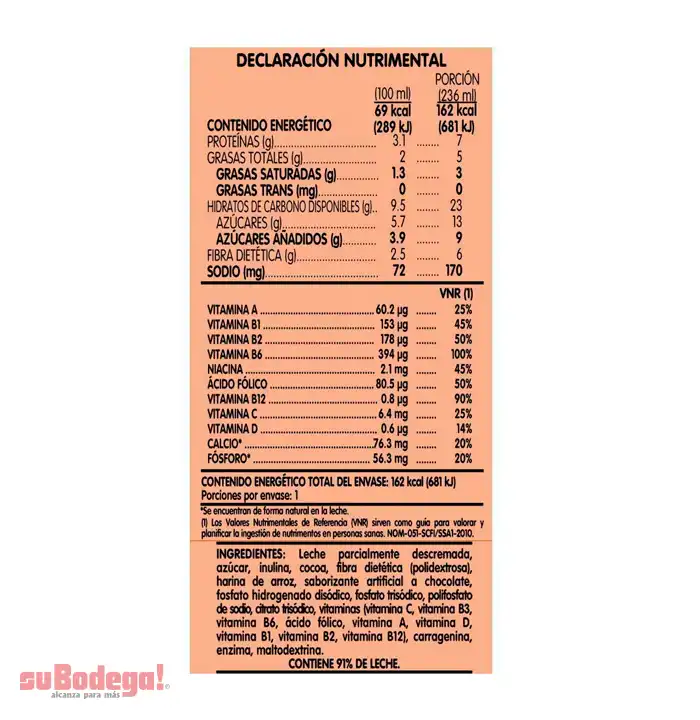 DECLARACIÓN NUTRIMENTAL
PORCIÓN
(100 ml) (236 ml)
69 kcal 162 kcal
CONTENIDO ENERGÉTICO (289 kJ) (681 kJ)
PROTEÍNAS (g)................................... 3.1 ........ 7
GRASAS TOTALES (g)......................... 2 ........ 5
GRASAS SATURADAS (g).............. 1.3 ........ 3
GRASAS TRANS (mg)................... 0 ........ 0
HIDRATOS DE CARBONO DISPONIBLES (g).. 9.5 ........ 23
AZÚCARES (g)............................... 5.7 ........ 13
AZÚCARES AÑADIDOS (g)........... 3.9 ........ 9
FIBRA DIETÉTICA (g)........................... 2.5 ........ 6
SODIO (mg)...................................... 72 ........ 170
VNR (1)
VITAMINA A ...................................... 60.2 µg ........ 25%
VITAMINA B1 ..................................... 153 µg ........ 45%
VITAMINA B2 ..................................... 178 µg ........ 50%
VITAMINA B6 ..................................... 394 µg ........ 100%
NIACINA ........................................... 2.1 mg ........ 45%
ÁCIDO FÓLICO ................................... 80.5 µg ........ 50%
VITAMINA B12 ................................... 0.8 µg ........ 90%
VITAMINA C ...................................... 6.4 mg ........ 25%
VITAMINA D ...................................... 0.6 µg ........ 14%
CALCIO* ...........................................76.3 mg ........ 20%
FÓSFORO* ........................................ 56.3 mg ........ 20%
CONTENIDO ENERGÉTICO TOTAL DEL ENVASE: 162 kcal (681 kJ)
Porciones por envase: 1
*Se encuentran de forma natural en la leche.
(1) Los Valores Nutrimentales de Referencia (VNR) sirven como guía para valorar y
planificar la ingestión de nutrimentos en personas sanas. NOM-051-SCFI/SSA1-2010.
INGREDIENTES: Leche parcialmente descremada,
azúcar, inulina, cocoa, fibra dietética (polidextrosa),
harina de arroz, saborizante artificial a chocolate,
fosfato hidrogenado disódico, fosfato trisódico, polifosfato
de sodio, citrato trisódico, vitaminas (vitamina C, vitamina B3,
vitamina B6, ácido fólico, vitamina A, vitamina D,
vitamina B1, vitamina B2, vitamina B12), carragenina,
enzima, maltodextrina.
CONTIENE 91% DE LECHE.
suBodega!®
alcanza para más